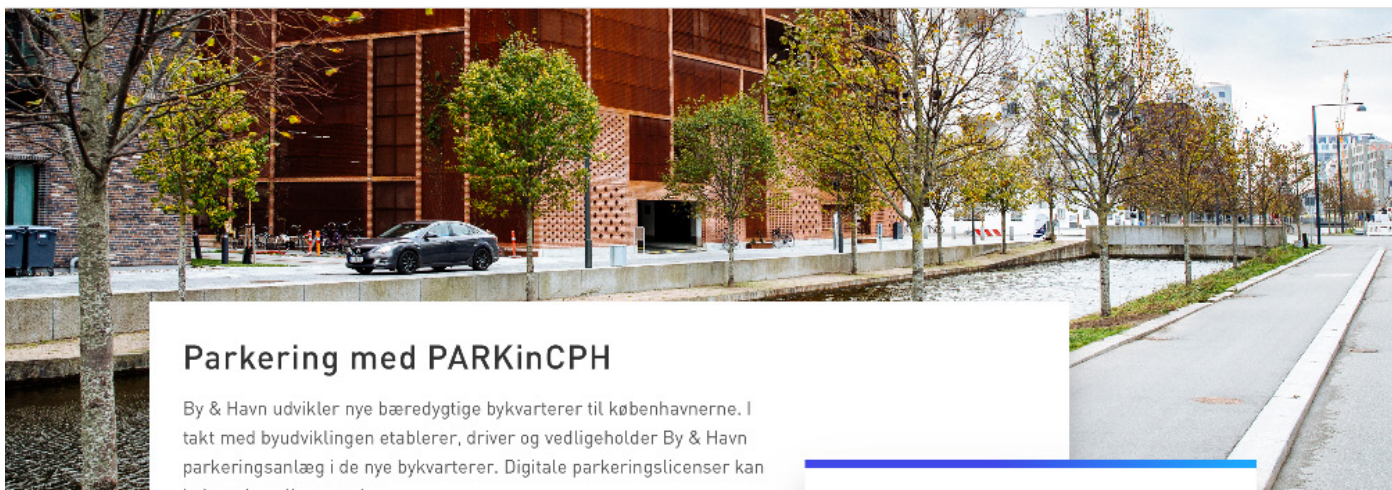 Parkering med PARKinCPH
By & Havn udvikler nye bæredygtige bykvarterer til københavnerne. I
takt med byudviklingen etablerer, driver og vedligeholder By & Havn
parkeringsanlæg i de nye bykvarterer. Digitale parkeringslicenser kan